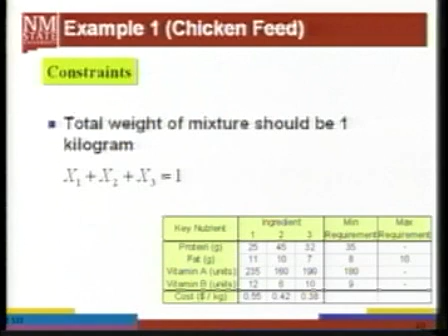 NM
STATE
Example 1 (Chicken Feed)
Constraints
Total weight of mixture should be 1
kilogram
X₁ + X₂ + X₃ = 1
Key Nutrient Ingredient Min Requirement Max Requirement
1 2 3
Protein (g) 25 45 32 35 -
Fat (g) 11 10 7 8 10
Vitamin A (units) 235 160 190 180 -
Vitamin B (units) 12 6 10 9 -
Cost ($ / kg) 0.55 0.42 0.38